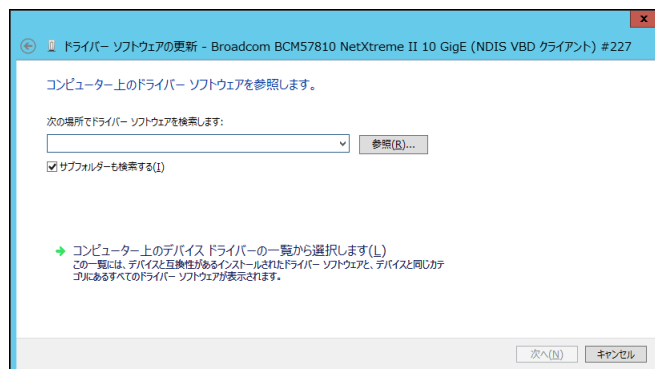 x
ドライバー ソフトウェアの更新 - Broadcom BCM57810 NetXtreme II 10 GigE (NDIS VBD クライアント) #227
コンピューター上のドライバー ソフトウェアを参照します。
次の場所でドライバー ソフトウェアを検索します:
参照(R)...
サブフォルダーも検索する(I)
コンピューター上のデバイス ドライバーの一覧から選択します(L)
この一覧には、デバイスと互換性があるインストールされたドライバー ソフトウェアと、デバイスと同じカテ
ゴリにあるすべてのドライバー ソフトウェアが表示されます。
次へ(N)
キャンセル